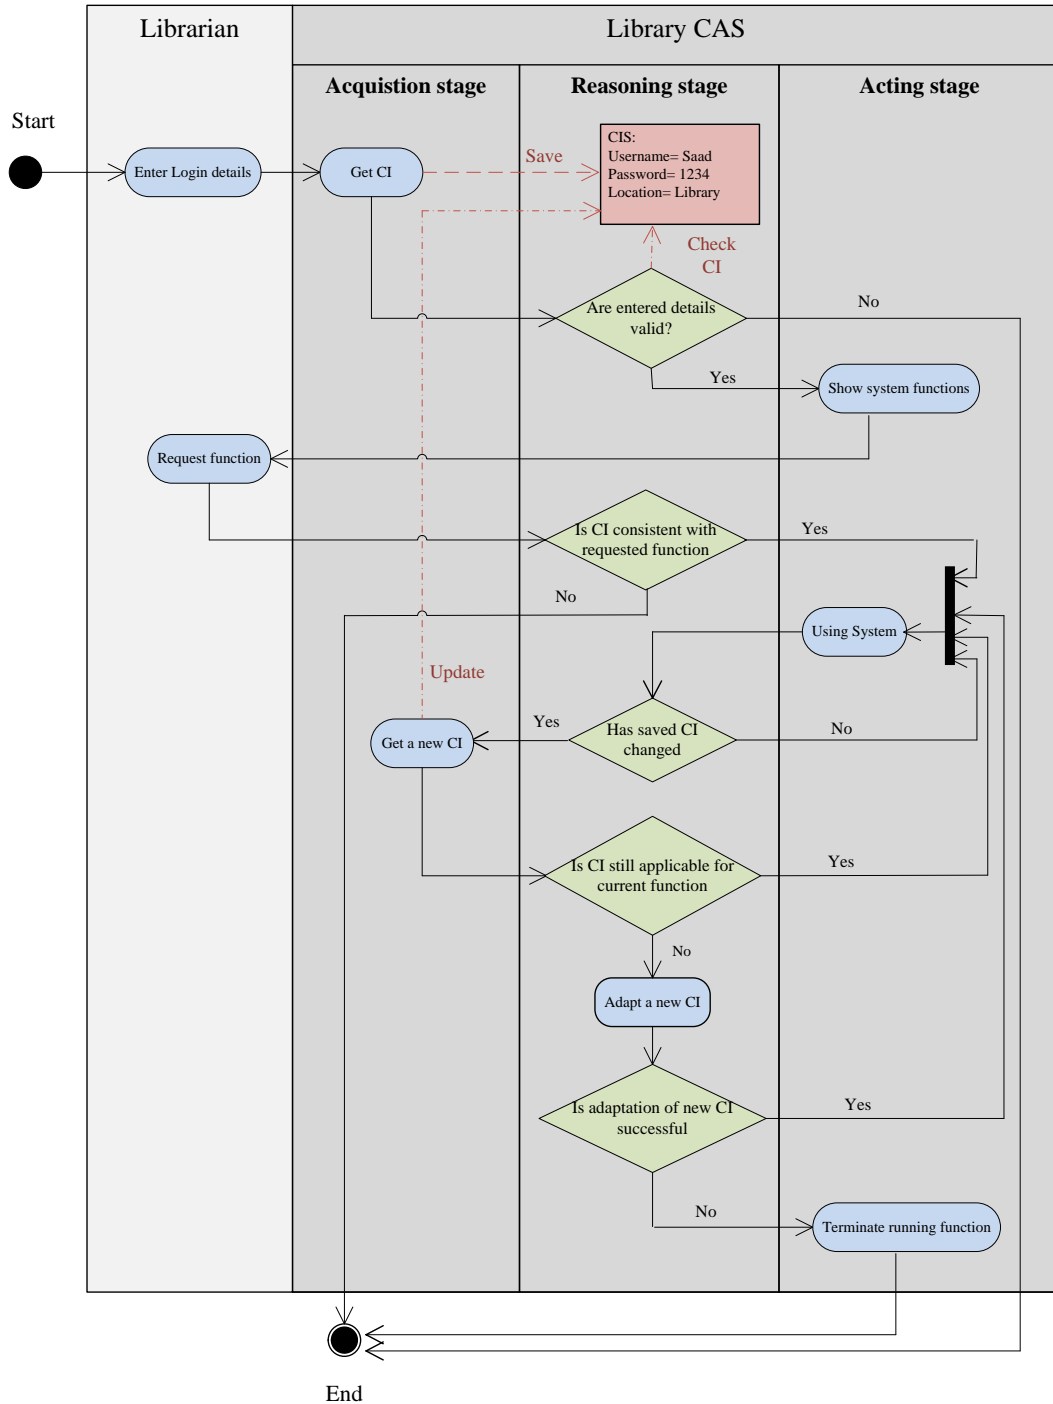 Librarian
Library CAS
Acquistion stage
Reasoning stage
Acting stage
Start
Enter Login details
Get CI
Save
CIS:
Username= Saad
Password= 1234
Location= Library
Check
CI
Are entered details
valid?
No
Yes
Show system functions
Request function
Is CI consistent with
requested function
Yes
No
Using System
Update
Has saved CI
changed
Yes
No
Get a new CI
Is CI still applicable for
current function
Yes
No
Adapt a new CI
Is adaptation of new CI
successful
Yes
No
Terminate running function
End